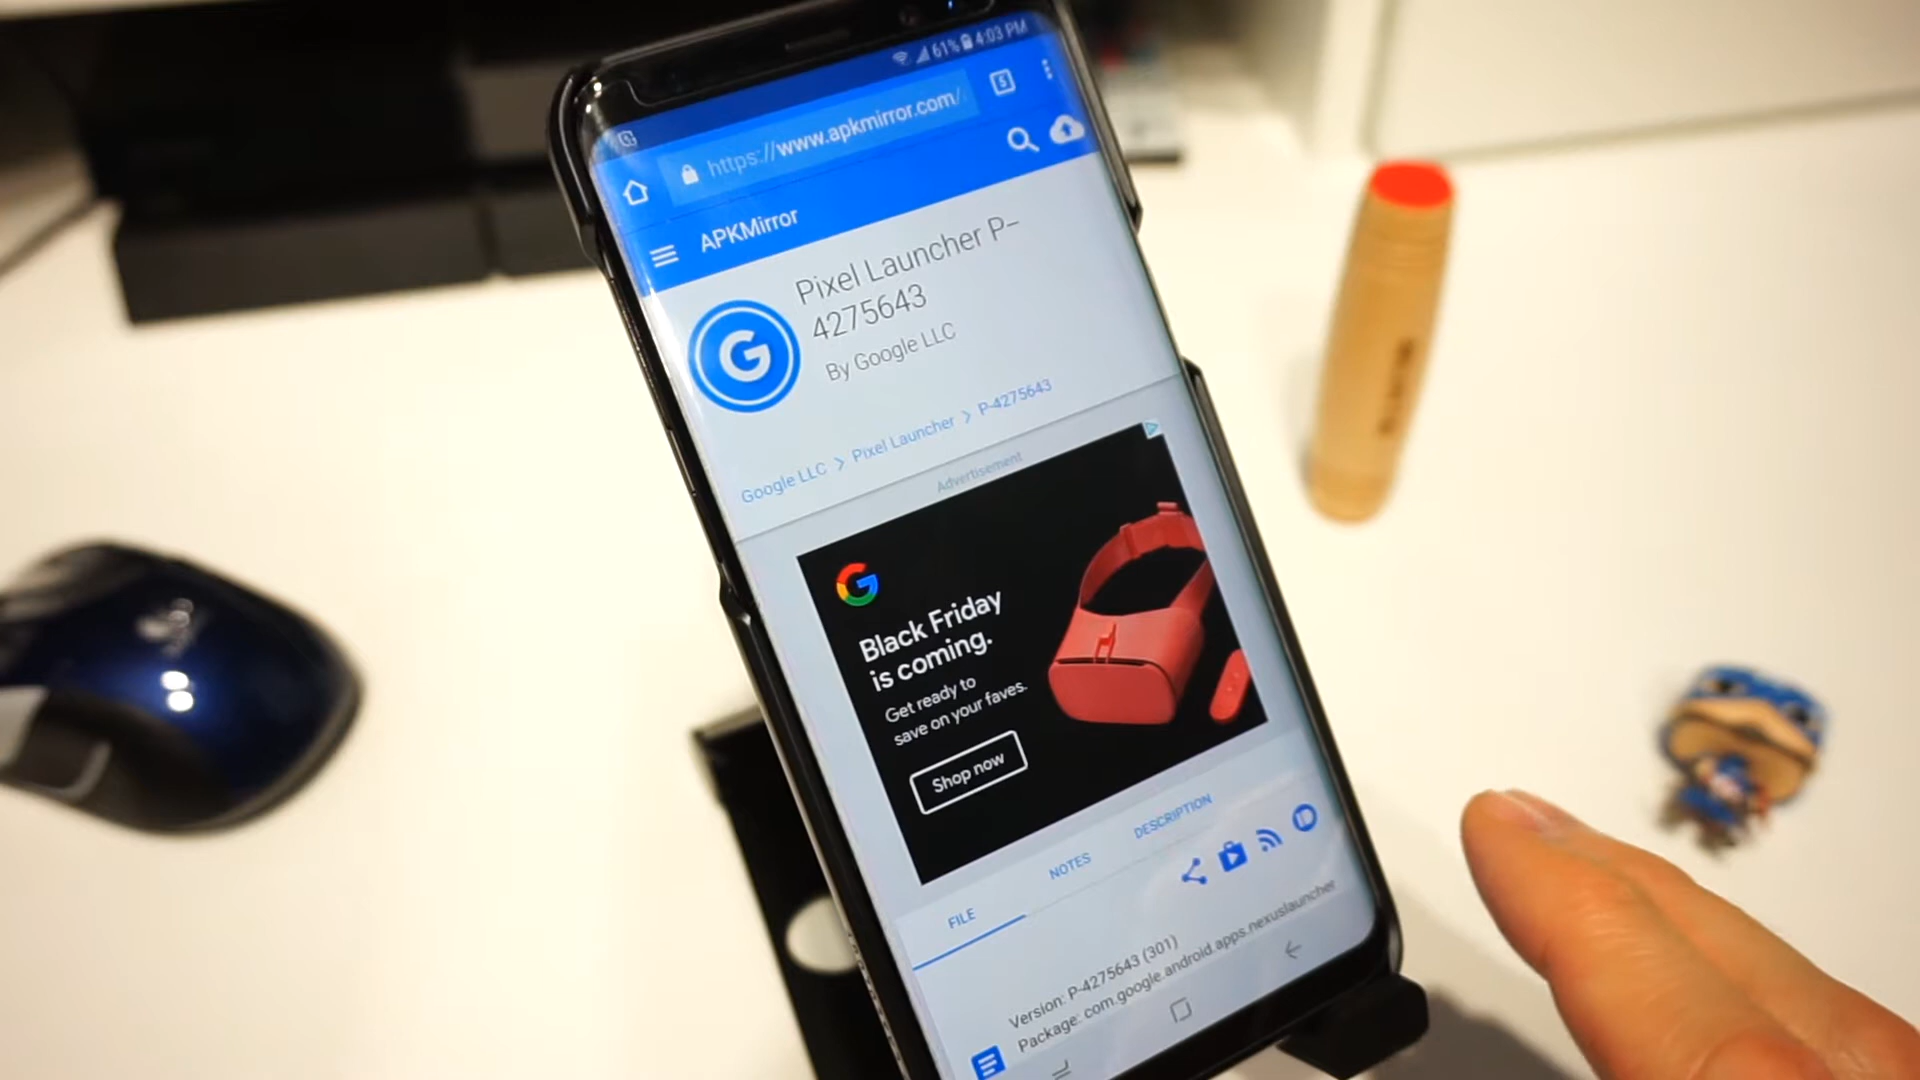 61% 4:03 PM
https://www.apkmirror.com/
5
APKMirror
Pixel Launcher P-
4275643
By Google LLC
Google LLC > Pixel Launcher > P-4275643
Advertisement
Black Friday
is coming.
Get ready to
save on your faves.
Shop now
FILE
NOTES
DESCRIPTION
Version: P-4275643 (301)
Package: com.google.android.apps.nexuslauncher